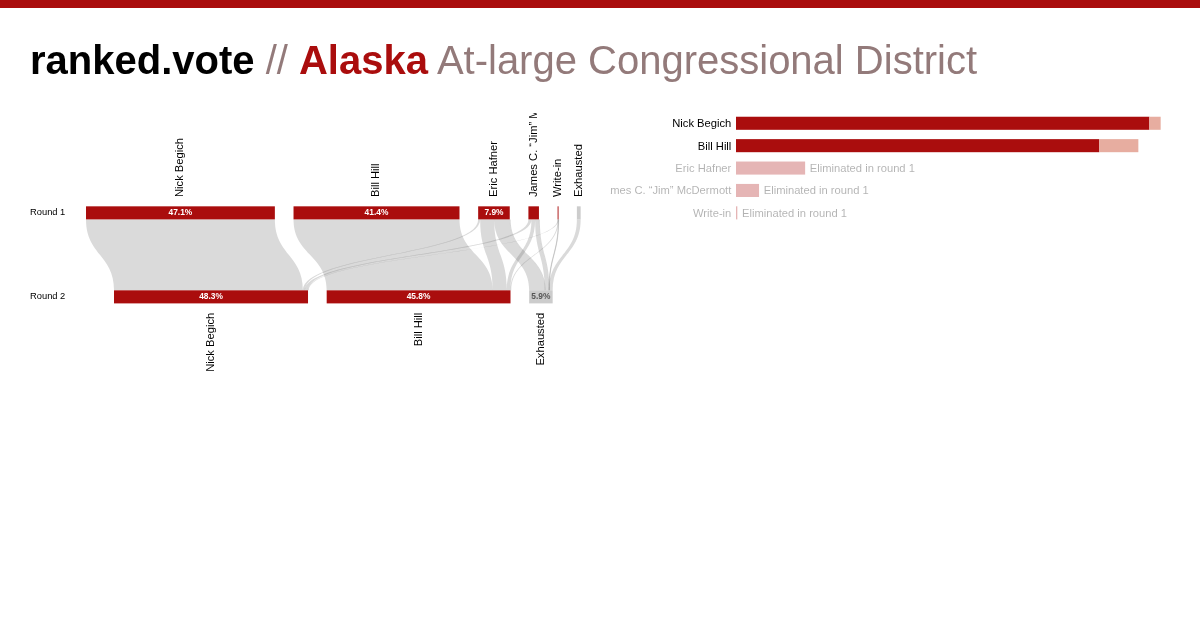 ranked.vote // Alaska At-large Congressional District
Nick Begich
Bill Hill
Eric Hafner
James C. “Jim” M
Write-in
Exhausted
Round 1
47.1%
41.4%
7.9%
Round 2
48.3%
45.8%
5.9%
Nick Begich
Bill Hill
Exhausted
Nick Begich
Bill Hill
Eric Hafner Eliminated in round 1
mes C. “Jim” McDermott Eliminated in round 1
Write-in Eliminated in round 1